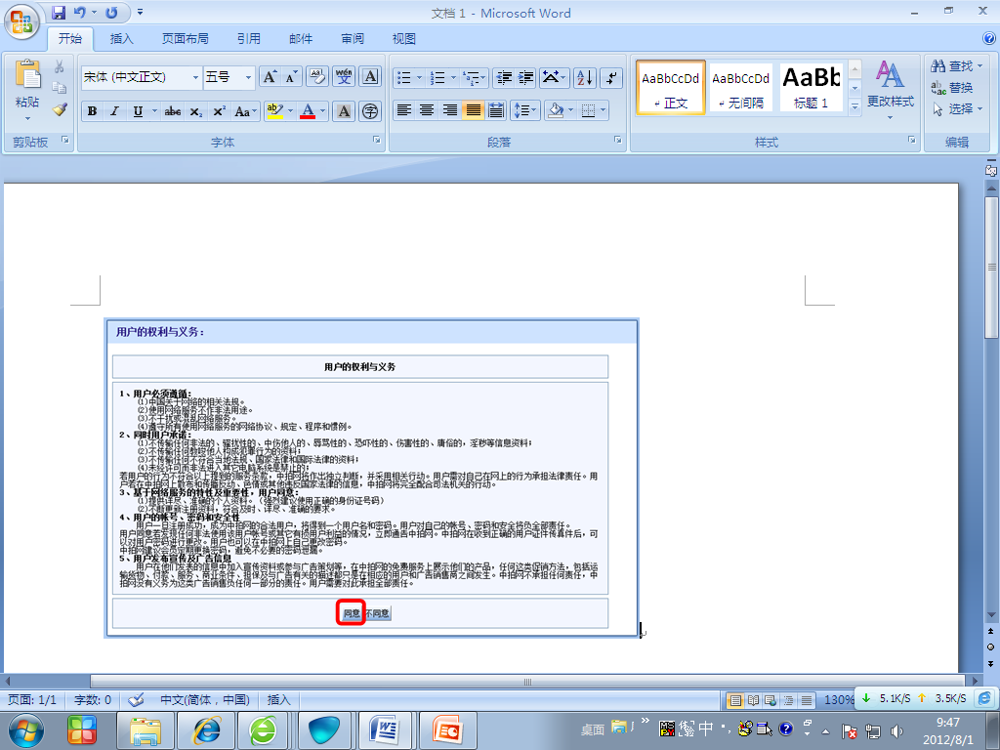 文档 1 - Microsoft Word
开始 插入 页面布局 引用 邮件 审阅 视图
宋体 (中文正文) 五号
粘贴
AaBbCcDd AaBbCcDd AaBb
正文 无间隔 标题 1
更改样式
查找
替换
选择
剪贴板 字体 段落 样式 编辑
用户的权利与义务：
用户的权利与义务
1、用户必须遵循：
(1)中国关于网络的相关法规。
(2)使用网络服务不作非法用途。
(3)不干扰或混乱网络服务。
(4)遵守所有使用网络服务的网络协议、规定、程序和惯例。
2、同时用户承诺：
(1)不传输任何非法的、骚扰性的、中伤他人的、辱骂性的、恐吓性的、伤害性的、庸俗的，淫秽等信息资料；
(2)不传输任何教唆他人构成犯罪行为的资料；
(3)不传输任何不符合当地法规、国家法律和国际法律的资料；
(4)未经许可而非法进入其它电脑系统是禁止的；
若用户的行为不符合以上提到的服务条款，中拍网将作出独立判断，并采用相关行动。用户需对自己在网上的行为承担法律责任。用
户若在中拍网上散布和传播反动、色情或其他违反国家法律的信息，中拍网将完全配合司法机关的行动。
3、基于网络服务的特性及重要性，用户同意：
(1)提供详尽、准确的个人资料。（强烈建议使用正确的身份证号码）
(2)不断更新注册资料，符合及时、详尽、准确的要求。
4、用户的帐号、密码和安全性
用户一旦注册成功，成为中拍网的合法用户，将得到一个用户名和密码。用户对自己的帐号、密码和安全将负全部责任。
用户同意若发现任何非法使用该用户帐号或其它有损用户利益的情况，立即通告中拍网。中拍网在收到正确的用户证件传真件后，可
以对用户密码进行更改。用户也可以在中拍网上自己更改密码。
中拍网建议会员定期更换密码，避免不必要的密码泄漏。
5、用户发布宣传及广告信息
用户在他们发表的信息中加入宣传资料或参与广告策划等，在中拍网的免费服务上展示他们的产品，任何这类促销方法，包括运
输货物、付款、服务、商业条件、担保及与广告有关的描述都只是在相应的用户和广告销售商之间发生。中拍网不承担任何责任，中
拍网没有义务为这类广告销售负任何一部分的责任。用户需要对此承担全部责任。
同意 不同意
页面: 1/1 字数: 0 中文(简体，中国) 插入 130% 5.1K/S 3.5K/S
桌面 中 9:47
2012/8/1